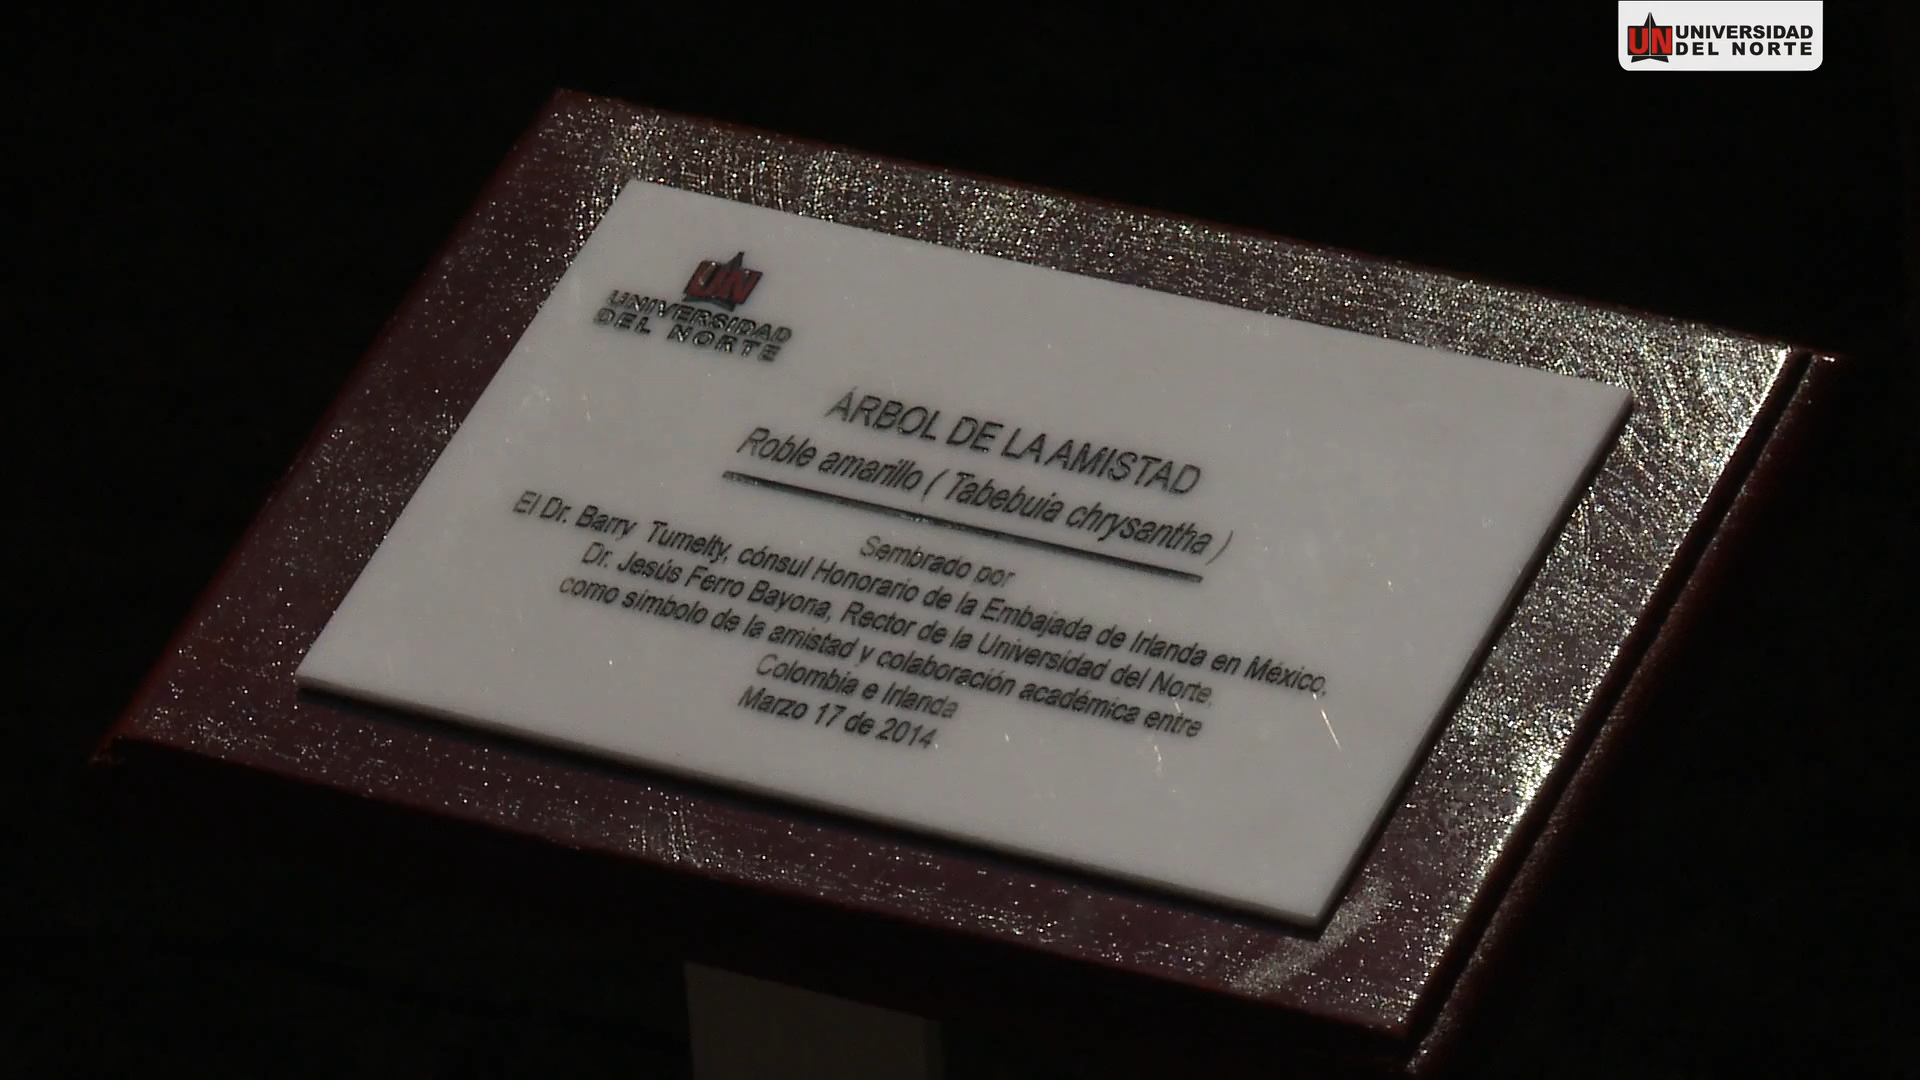 UN UNIVERSIDAD
DEL NORTE
UN
UNIVERSIDAD
DEL NORTE
ÁRBOL DE LA AMISTAD
Roble amarillo ( Tabebuia chrysantha )
Sembrado por
El Dr. Barry Tumelty, cónsul Honorario de la Embajada de Irlanda en México,
Dr. Jesús Ferro Bayona, Rector de la Universidad del Norte,
como símbolo de la amistad y colaboración académica entre
Colombia e Irlanda
Marzo 17 de 2014